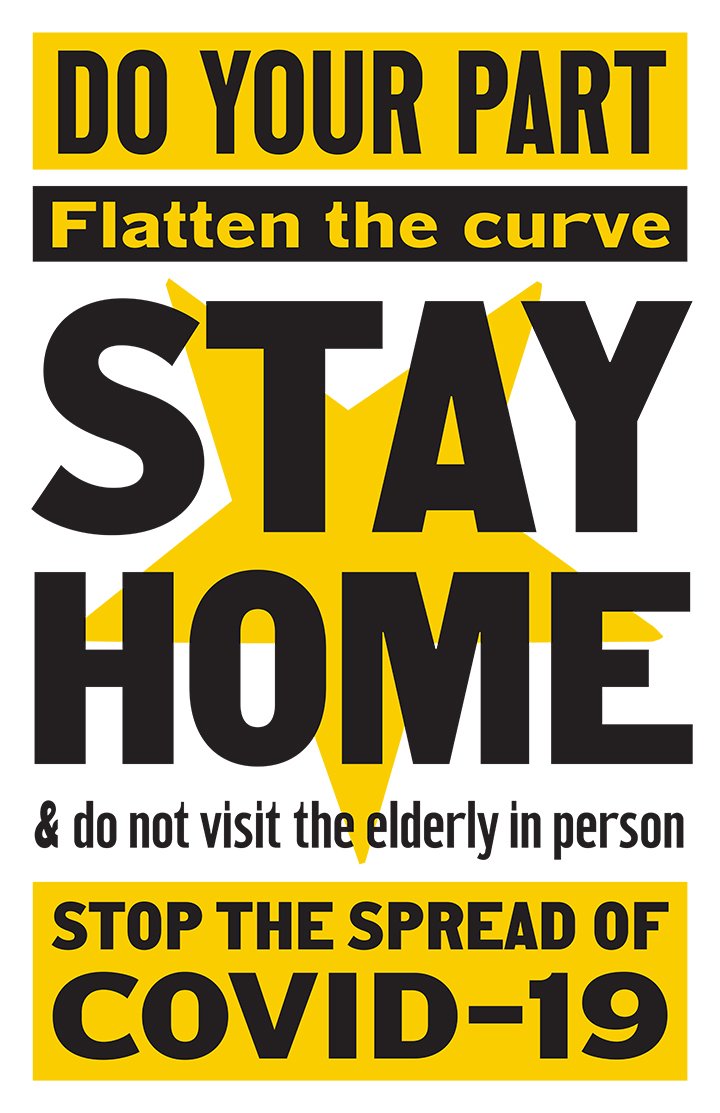 DO YOUR PART
Flatten the curve
STAY
HOME
& do not visit the elderly in person
STOP THE SPREAD OF
COVID-19